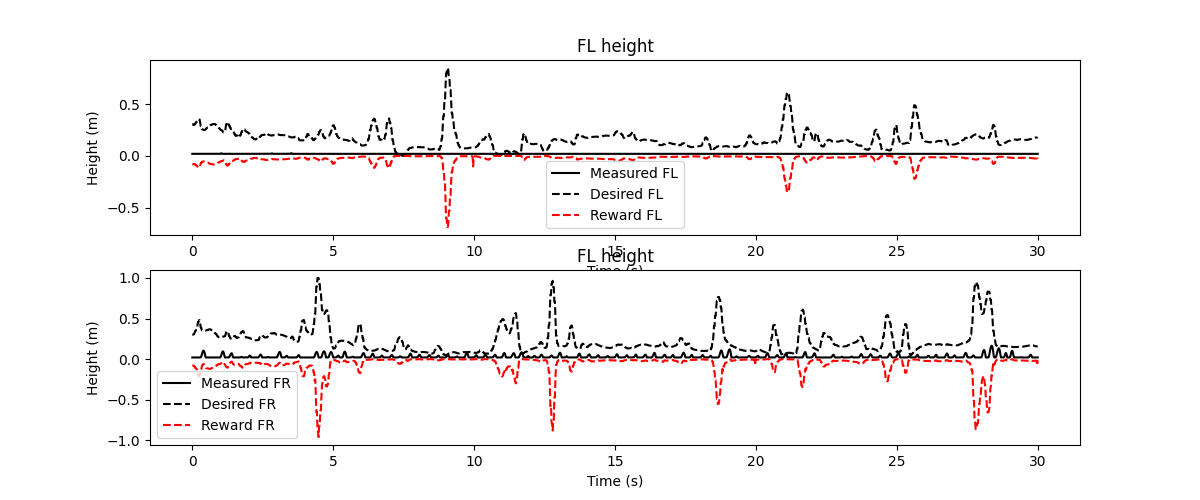 FL height
Height (m)
0.5
0.0
−0.5
Measured FL
Desired FL
Reward FL
0 5 10 15 20 25 30
Time (s)
FL height
Height (m)
1.0
0.5
0.0
−0.5
−1.0
Measured FR
Desired FR
Reward FR
0 5 10 15 20 25 30
Time (s)